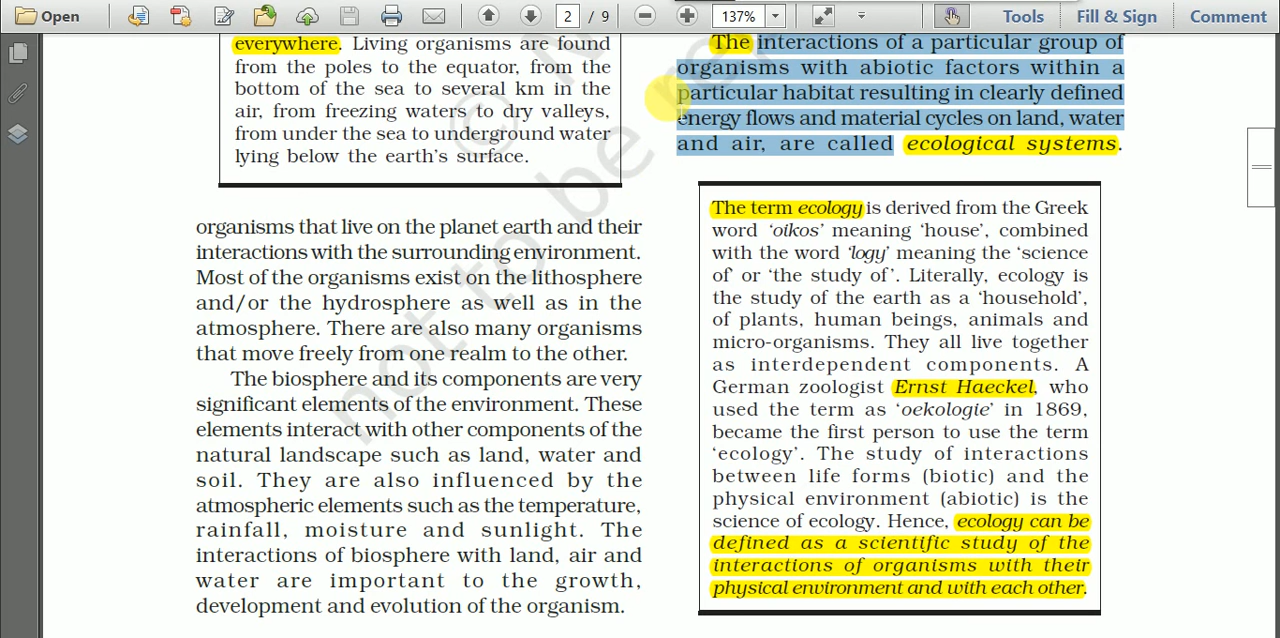 Open
2 / 9
137%
Tools
Fill & Sign
Comment
everywhere. Living organisms are found
from the poles to the equator, from the
bottom of the sea to several km in the
air, from freezing waters to dry valleys,
from under the sea to underground water
lying below the earth's surface.
organisms that live on the planet earth and their
interactions with the surrounding environment.
Most of the organisms exist on the lithosphere
and/or the hydrosphere as well as in the
atmosphere. There are also many organisms
that move freely from one realm to the other.
The biosphere and its components are very
significant elements of the environment. These
elements interact with other components of the
natural landscape such as land, water and
soil. They are also influenced by the
atmospheric elements such as the temperature,
rainfall, moisture and sunlight. The
interactions of biosphere with land, air and
water are important to the growth,
development and evolution of the organism.
The interactions of a particular group of
organisms with abiotic factors within a
particular habitat resulting in clearly defined
energy flows and material cycles on land, water
and air, are called ecological systems.
The term ecology is derived from the Greek
word ‘oikos’ meaning ‘house’, combined
with the word ‘logy’ meaning the ‘science
of’ or ‘the study of’. Literally, ecology is
the study of the earth as a ‘household’,
of plants, human beings, animals and
micro-organisms. They all live together
as interdependent components. A
German zoologist Ernst Haeckel, who
used the term as ‘oekologie’ in 1869,
became the first person to use the term
‘ecology’. The study of interactions
between life forms (biotic) and the
physical environment (abiotic) is the
science of ecology. Hence, ecology can be
defined as a scientific study of the
interactions of organisms with their
physical environment and with each other.
© N
not to be re